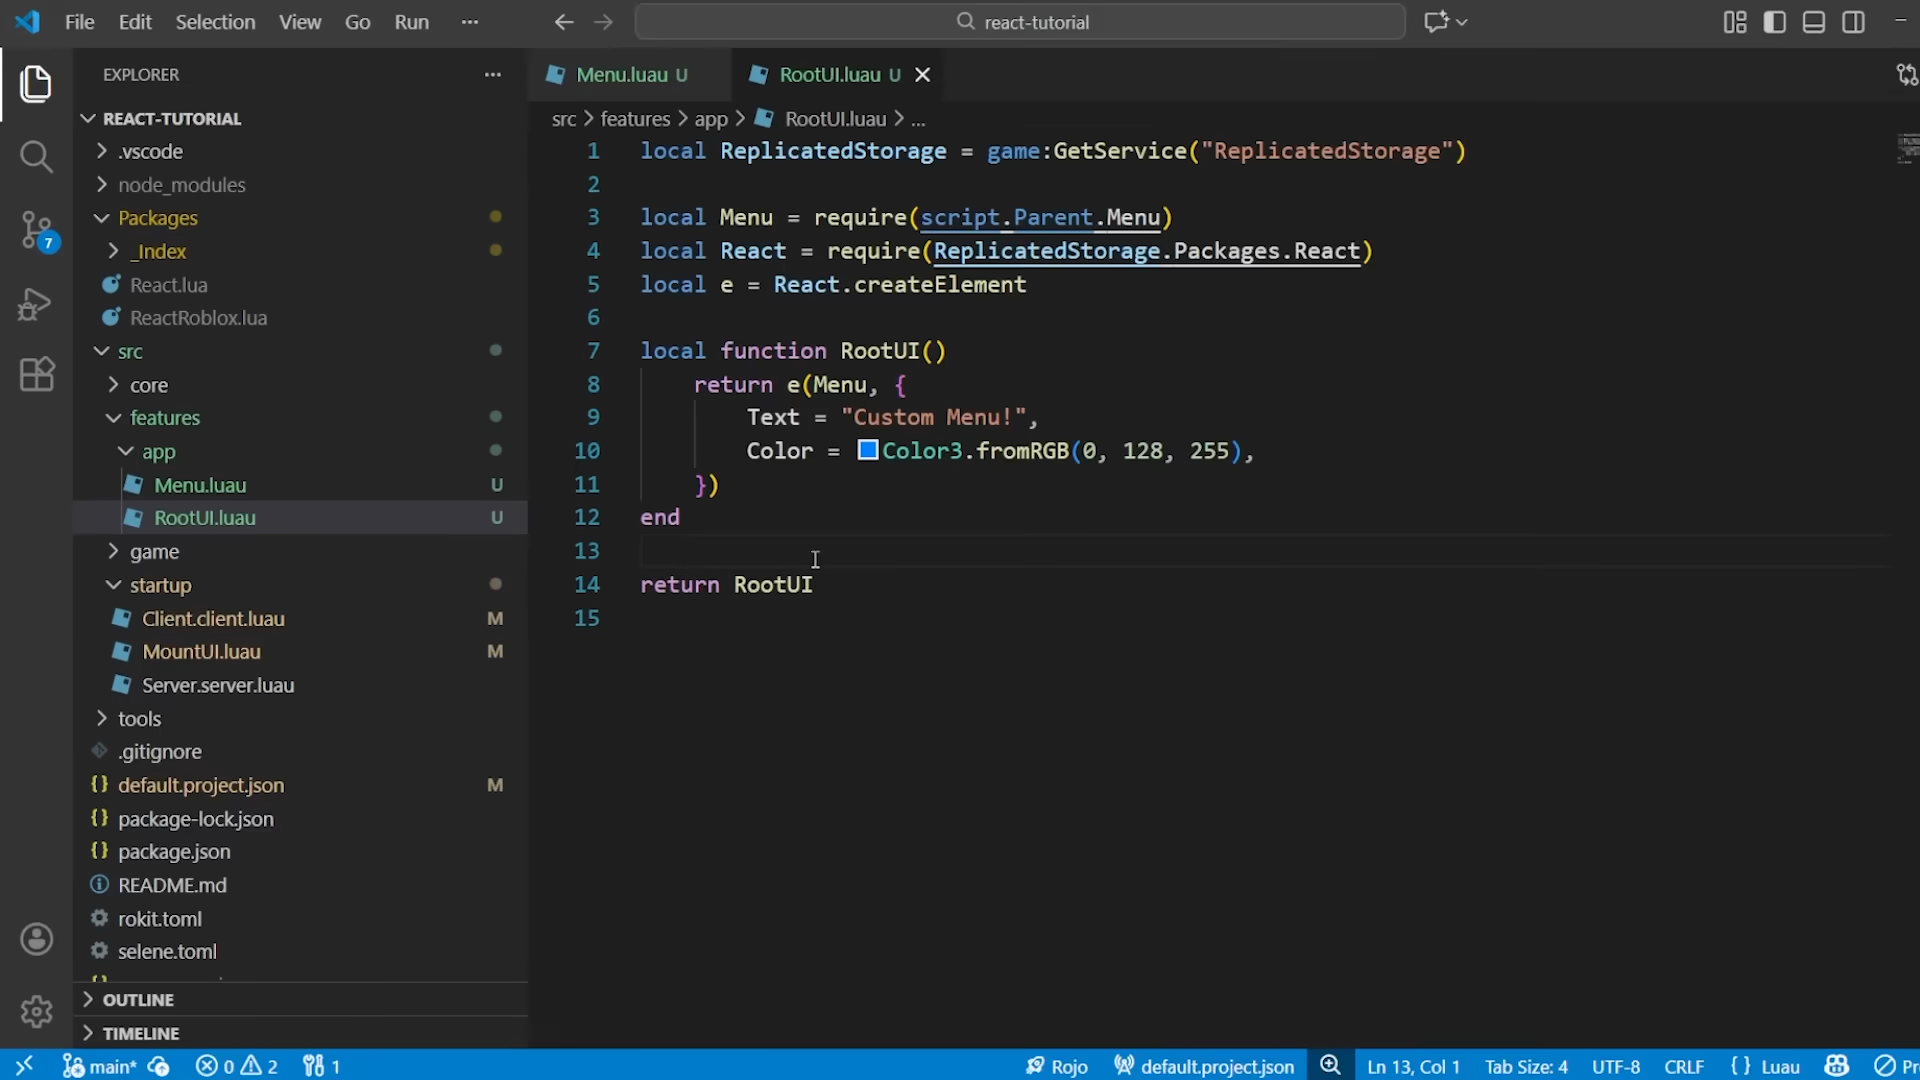 File Edit Selection View Go Run ···
react-tutorial
EXPLORER ···
REACT-TUTORIAL
.vscode
node_modules
Packages
_Index
React.lua
ReactRoblox.lua
src
core
features
app
Menu.luau U
RootUI.luau U
game
startup
Client.client.luau M
MountUI.luau M
Server.server.luau
tools
.gitignore
default.project.json M
package-lock.json
package.json
README.md
rokit.toml
selene.toml
OUTLINE
TIMELINE
7
Menu.luau U
RootUI.luau U
src > features > app > RootUI.luau > ...
1 local ReplicatedStorage = game:GetService("ReplicatedStorage")
2
3 local Menu = require(script.Parent.Menu)
4 local React = require(ReplicatedStorage.Packages.React)
5 local e = React.createElement
6
7 local function RootUI()
8 return e(Menu, {
9 Text = "Custom Menu!",
10 Color = Color3.fromRGB(0, 128, 255),
11 })
12 end
13
14 return RootUI
15
main* 0 2 1 Rojo default.project.json Ln 13, Col 1 Tab Size: 4 UTF-8 CRLF {} Luau